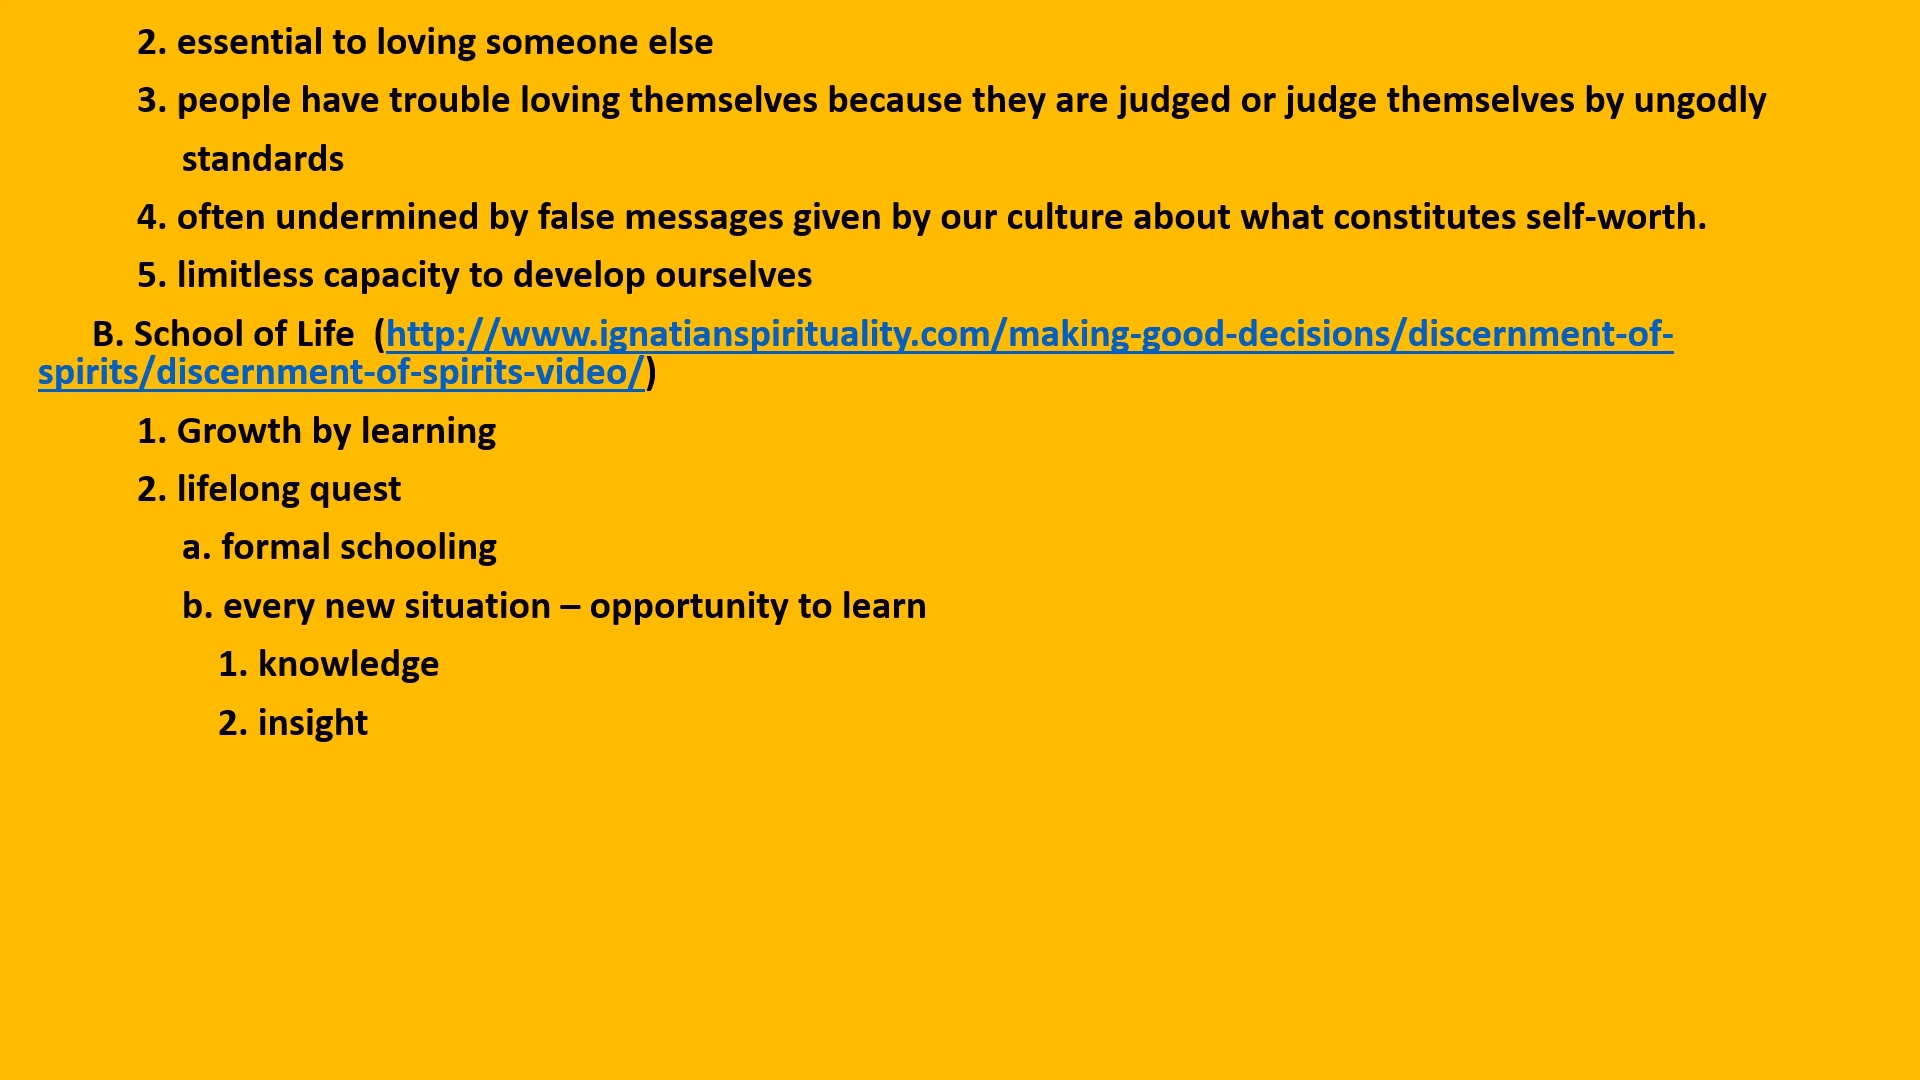 2. essential to loving someone else
3. people have trouble loving themselves because they are judged or judge themselves by ungodly
standards
4. often undermined by false messages given by our culture about what constitutes self-worth.
5. limitless capacity to develop ourselves
B. School of Life  (http://www.ignatianspirituality.com/making-good-decisions/discernment-of-
spirits/discernment-of-spirits-video/)
1. Growth by learning
2. lifelong quest
a. formal schooling
b. every new situation – opportunity to learn
1. knowledge
2. insight